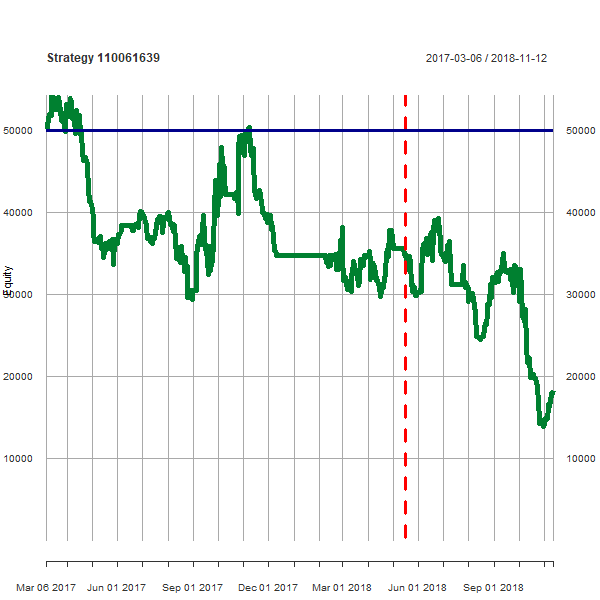 Strategy 110061639
2017-03-06 / 2018-11-12
50000
50000
40000
40000
Equity
30000
30000
20000
20000
10000
10000
Mar 06 2017
Jun 01 2017
Sep 01 2017
Dec 01 2017
Mar 01 2018
Jun 01 2018
Sep 01 2018